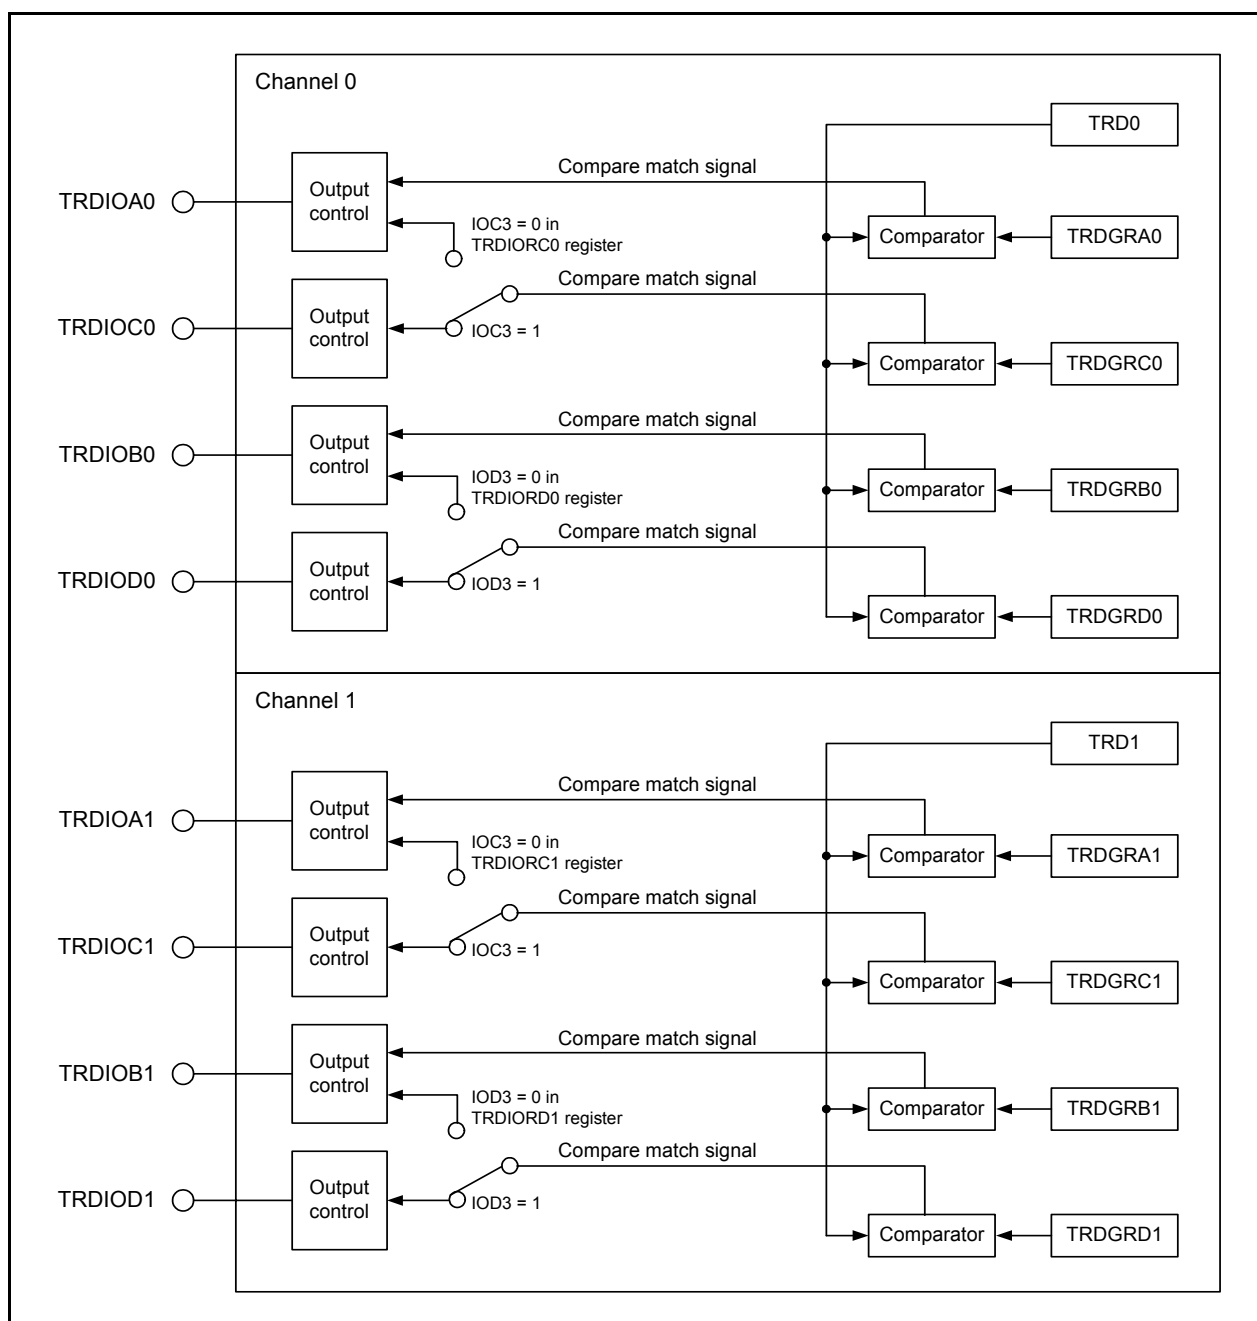 Channel 0
TRD0
Compare match signal
TRDIOA0
Output
control
IOC3 = 0 in
TRDIORC0 register
Comparator
TRDGRA0
Compare match signal
TRDIOC0
Output
control
IOC3 = 1
Comparator
TRDGRC0
Compare match signal
TRDIOB0
Output
control
IOD3 = 0 in
TRDIORD0 register
Comparator
TRDGRB0
Compare match signal
TRDIOD0
Output
control
IOD3 = 1
Comparator
TRDGRD0
Channel 1
TRD1
Compare match signal
TRDIOA1
Output
control
IOC3 = 0 in
TRDIORC1 register
Comparator
TRDGRA1
Compare match signal
TRDIOC1
Output
control
IOC3 = 1
Comparator
TRDGRC1
Compare match signal
TRDIOB1
Output
control
IOD3 = 0 in
TRDIORD1 register
Comparator
TRDGRB1
Compare match signal
TRDIOD1
Output
control
IOD3 = 1
Comparator
TRDGRD1